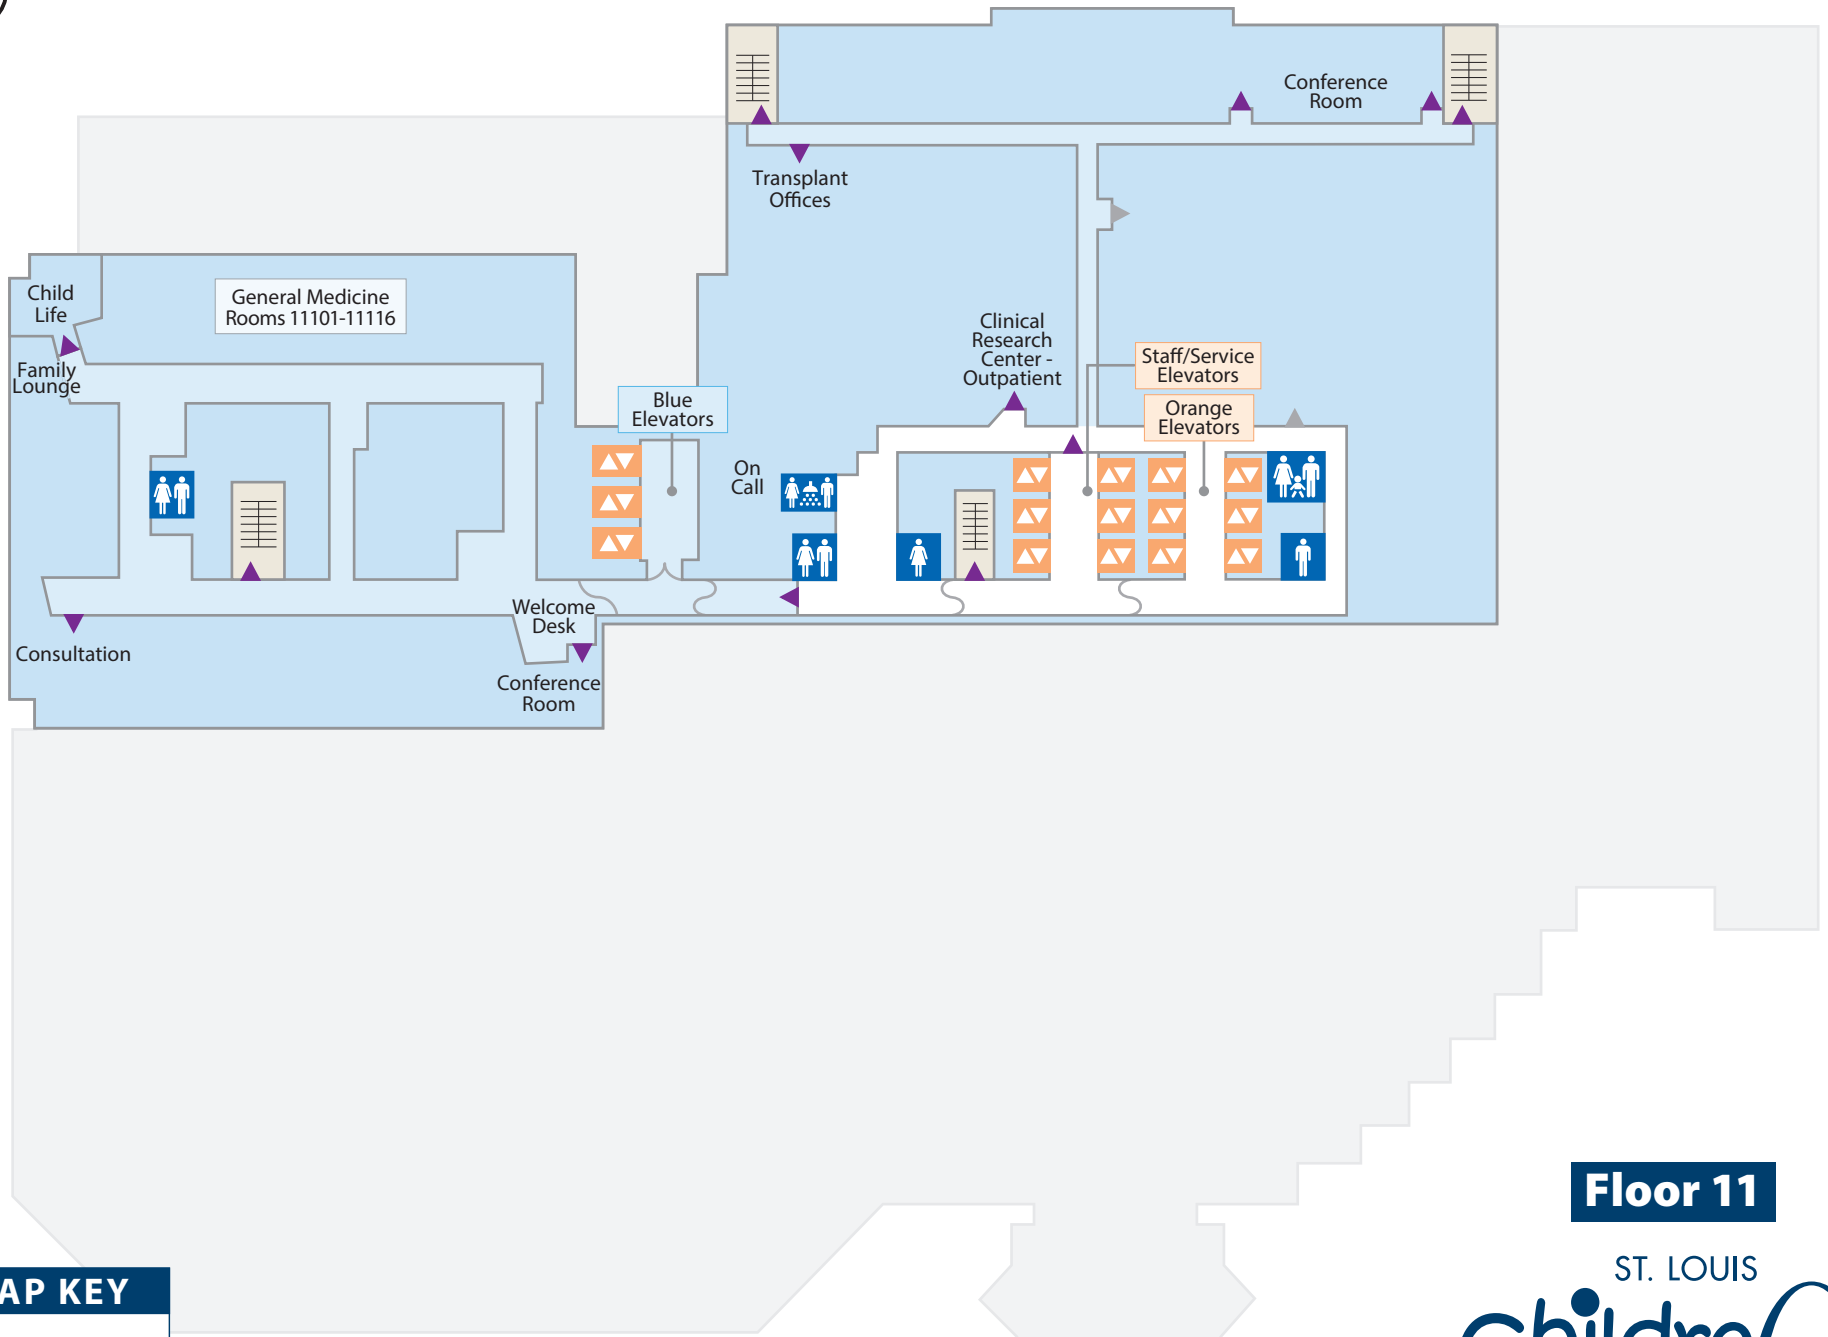 Conference
Room
Transplant
Offices
Child
Life
General Medicine
Rooms 11101-11116
Clinical
Research
Center -
Outpatient
Staff/Service
Elevators
Family
Lounge
Blue
Elevators
Orange
Elevators
On
Call
Welcome
Desk
Consultation
Conference
Room
Floor 11
ST. LOUIS
AP KEY